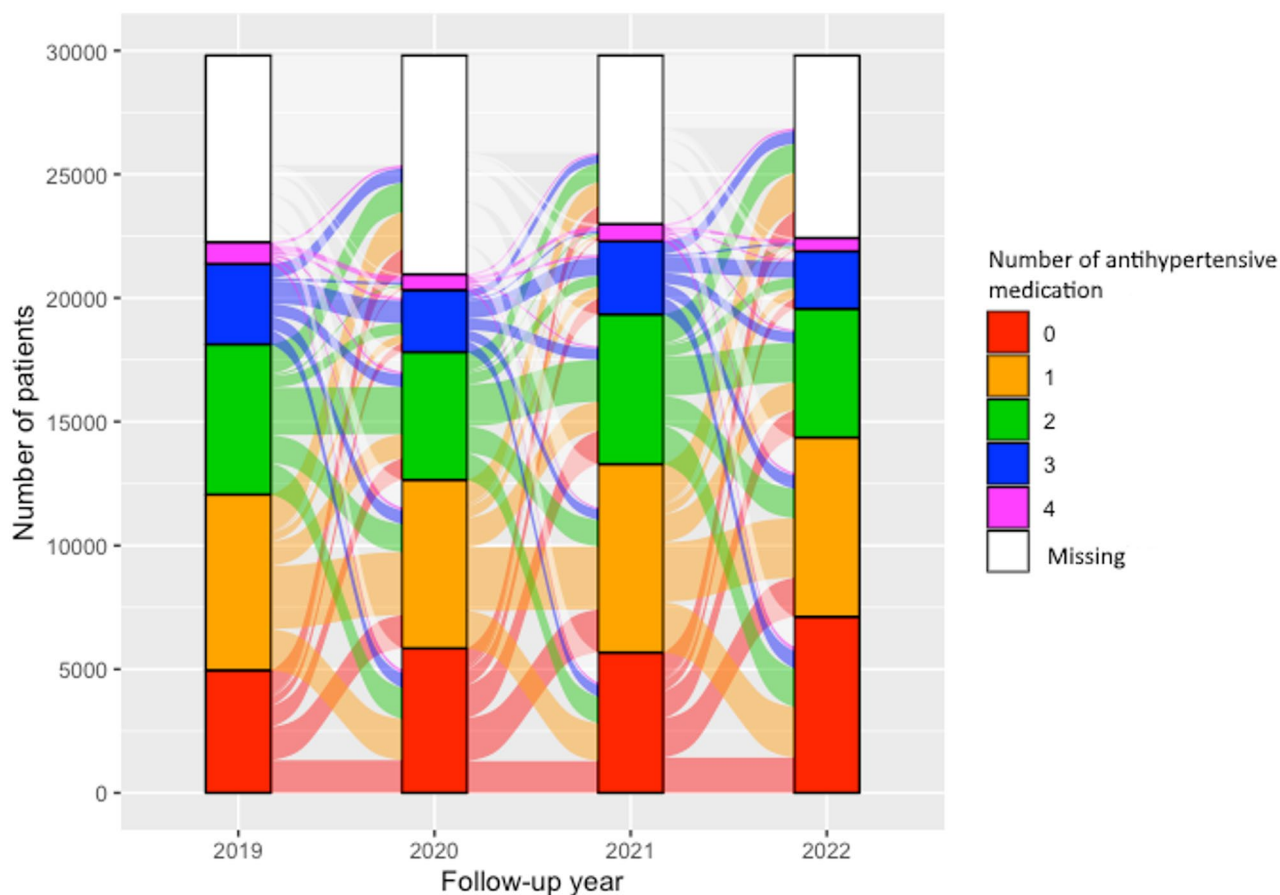 30000
25000
20000
15000
10000
5000
0
Number of patients
2019 2020 2021 2022
Follow-up year
Number of antihypertensive
medication
0
1
2
3
4
Missing